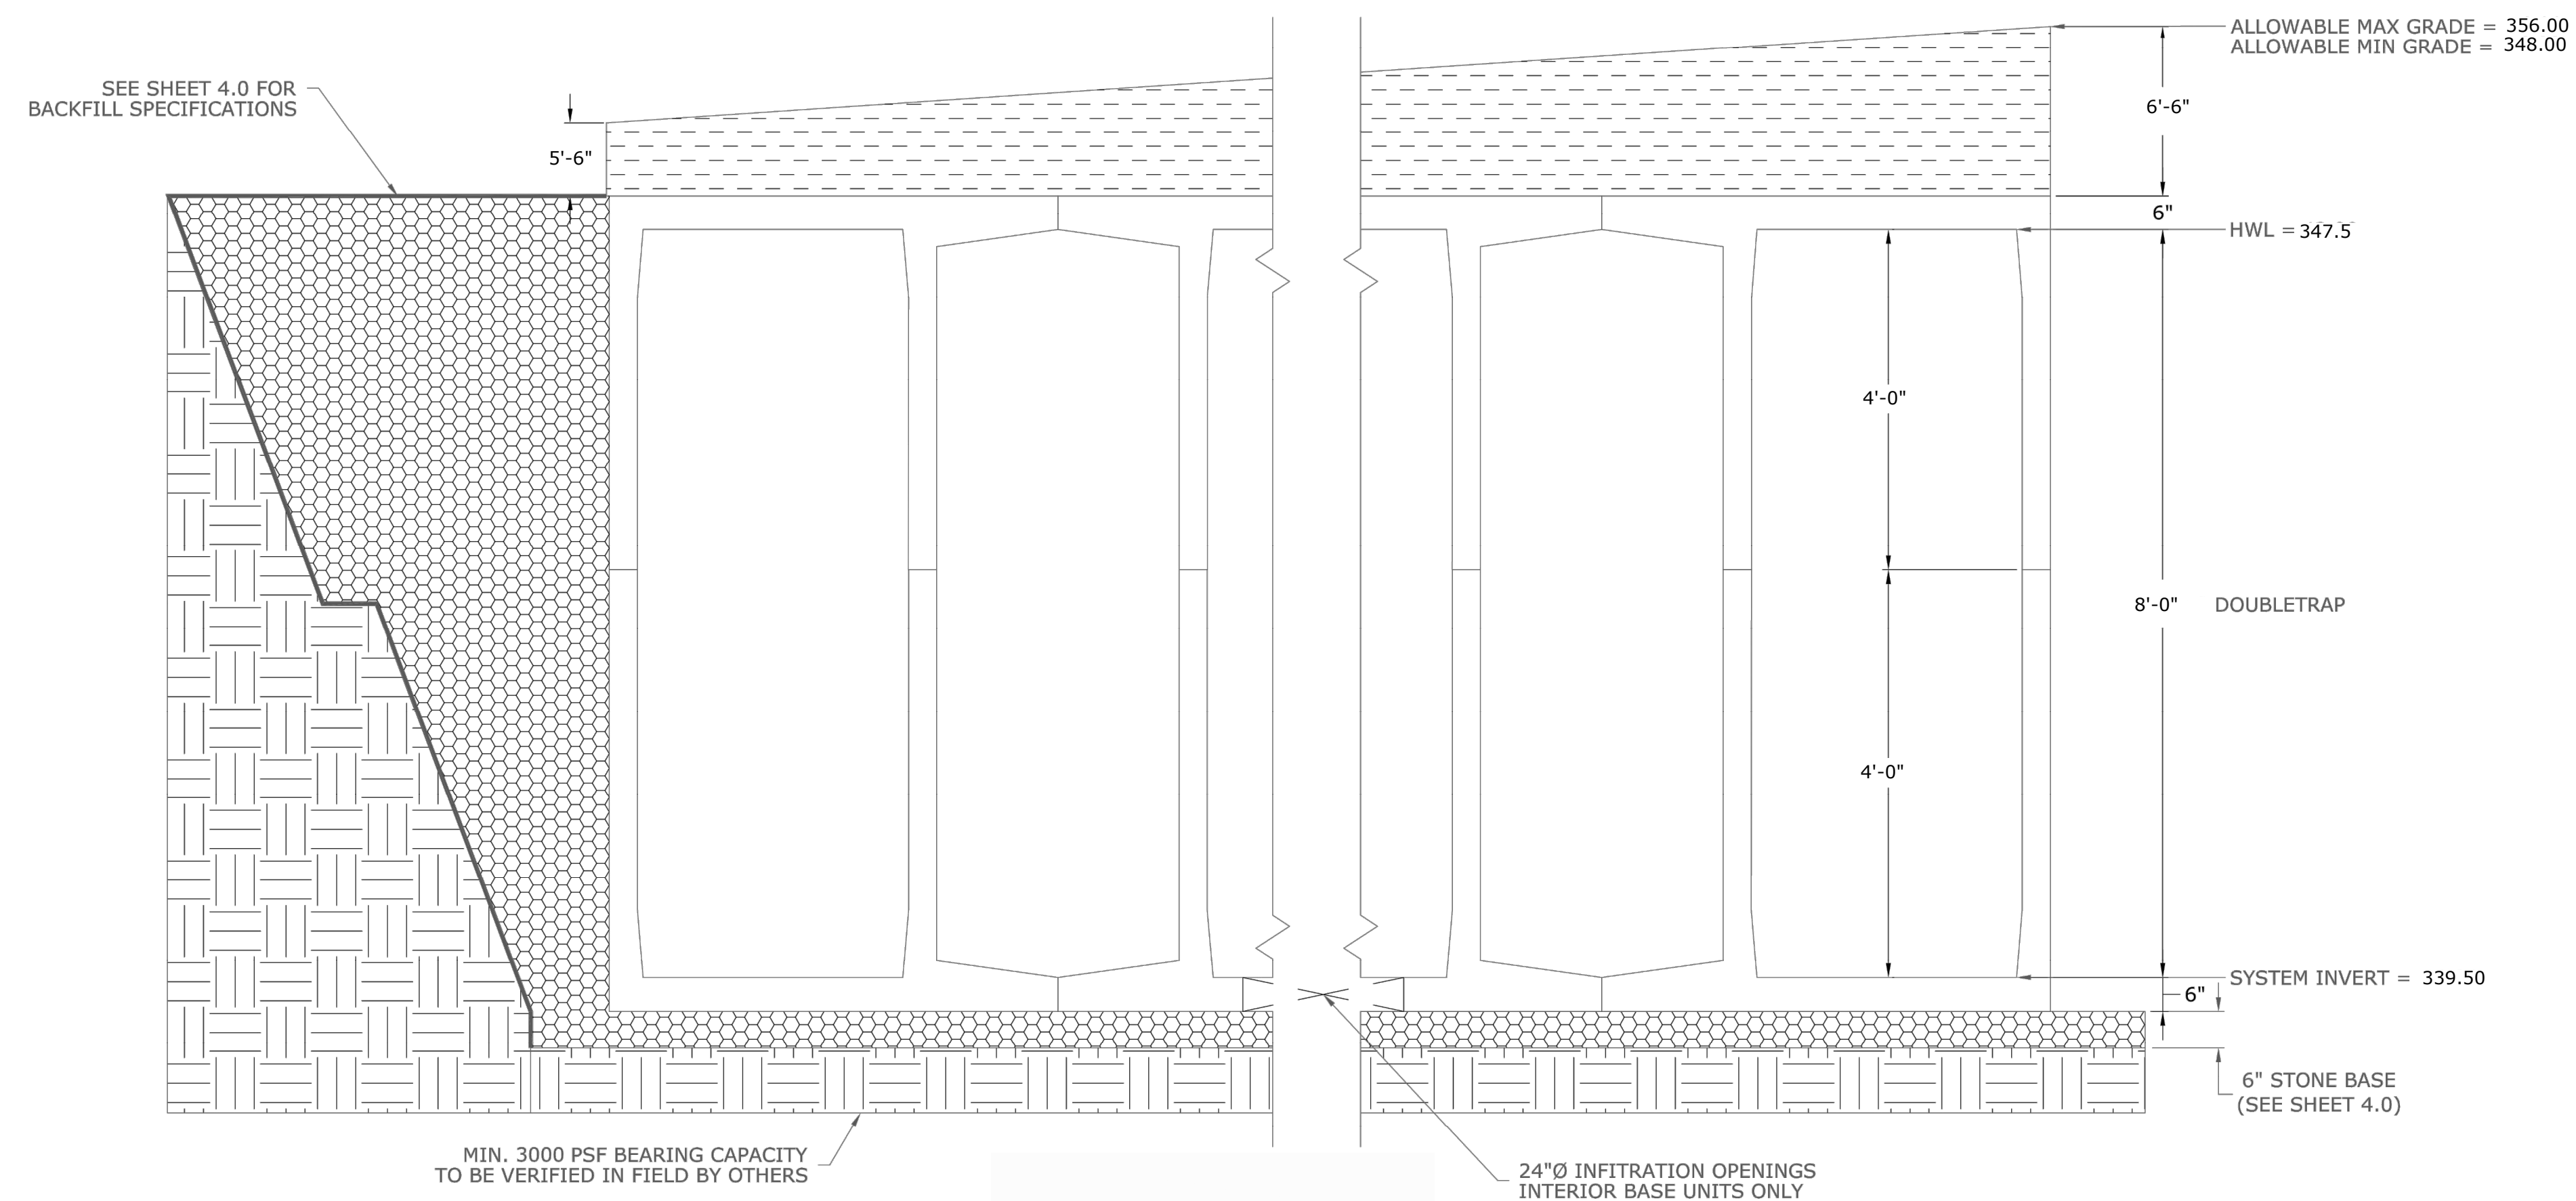 ALLOWABLE MAX GRADE = 356.00
ALLOWABLE MIN GRADE = 348.00
SEE SHEET 4.0 FOR
BACKFILL SPECIFICATIONS
6'-6"
5'-6"
6"
HWL = 347.5
4'-0"
8'-0"
DOUBLETRAP
4'-0"
SYSTEM INVERT = 339.50
6"
6" STONE BASE
(SEE SHEET 4.0)
MIN. 3000 PSF BEARING CAPACITY
TO BE VERIFIED IN FIELD BY OTHERS
24"Ø INFITRATION OPENINGS
INTERIOR BASE UNITS ONLY